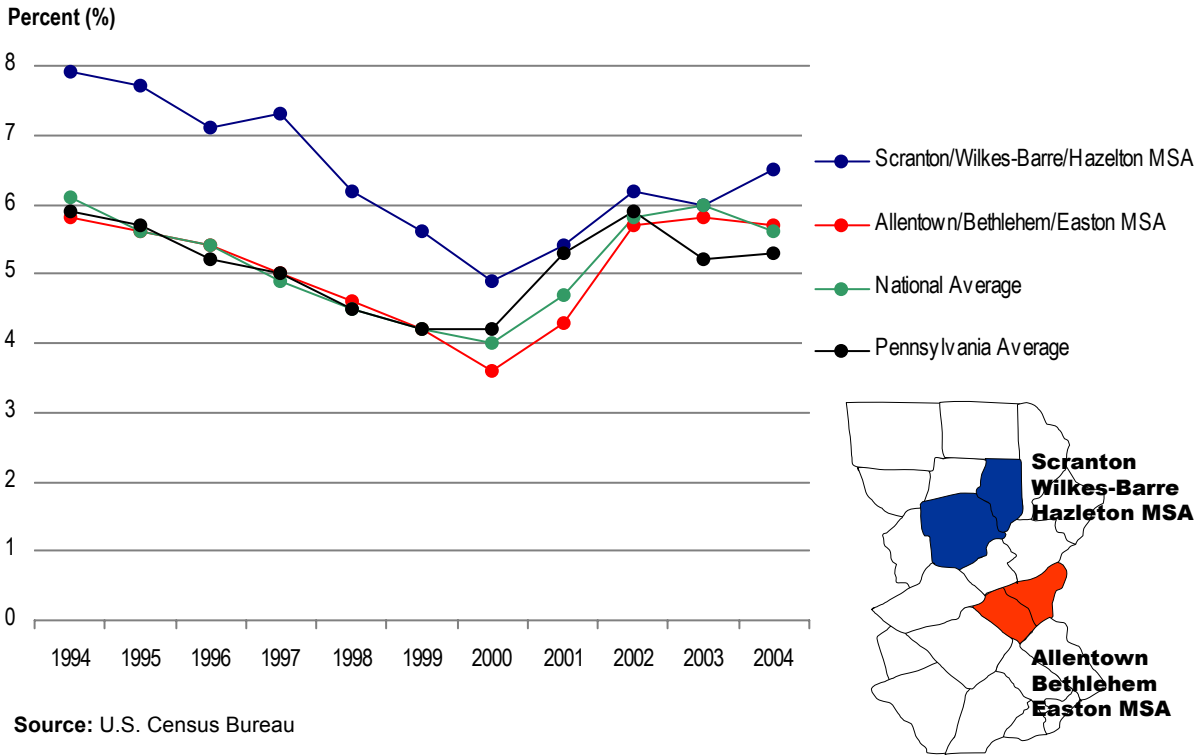 Percent (%)
8
7
6
5
4
3
2
1
0
1994 1995 1996 1997 1998 1999 2000 2001 2002 2003 2004
Scranton/Wilkes-Barre/Hazelton MSA
Allentown/Bethlehem/Easton MSA
National Average
Pennsylvania Average
Scranton
Wilkes-Barre
Hazleton MSA
Allentown
Bethlehem
Easton MSA
Source: U.S. Census Bureau